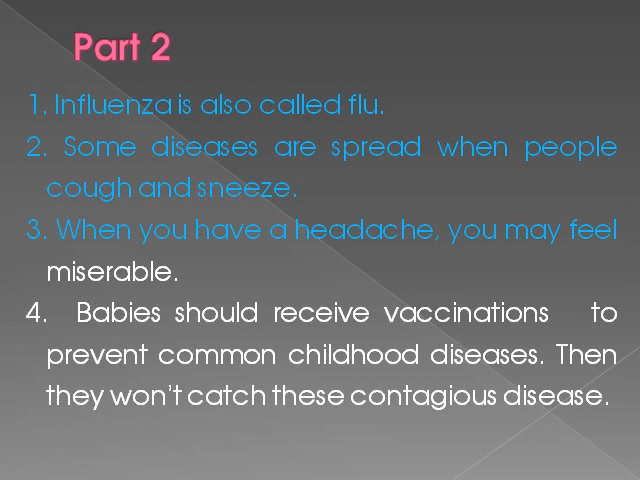 Part 2
1. Influenza is also called flu.
2. Some diseases are spread when people
cough and sneeze.
3. When you have a headache, you may feel
miserable.
4. Babies should receive vaccinations to
prevent common childhood diseases. Then
they won't catch these contagious disease.